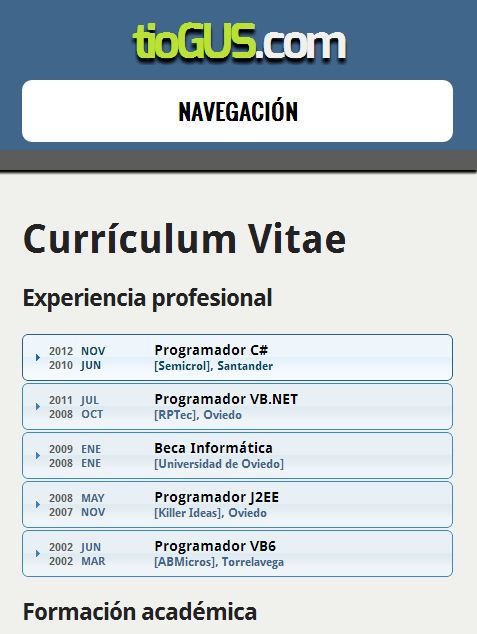 tioGUS.com
NAVEGACIÓN
Currículum Vitae
Experiencia profesional
2012 NOV Programador C#
2010 JUN [Semicrol], Santander
2011 JUL Programador VB.NET
2008 OCT [RPTec], Oviedo
2009 ENE Beca Informática
2008 ENE [Universidad de Oviedo]
2008 MAY Programador J2EE
2007 NOV [Killer Ideas], Oviedo
2002 JUN Programador VB6
2002 MAR [ABMicros], Torrelavega
Formación académica